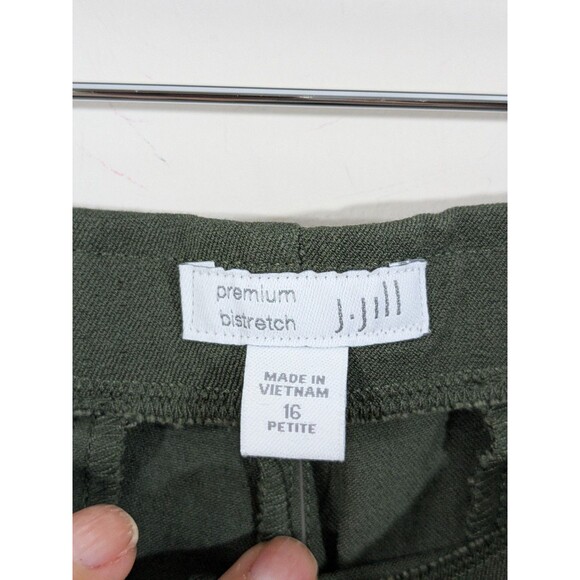 premium
bistretch
J.Jill
MADE IN
VIETNAM
16
PETITE